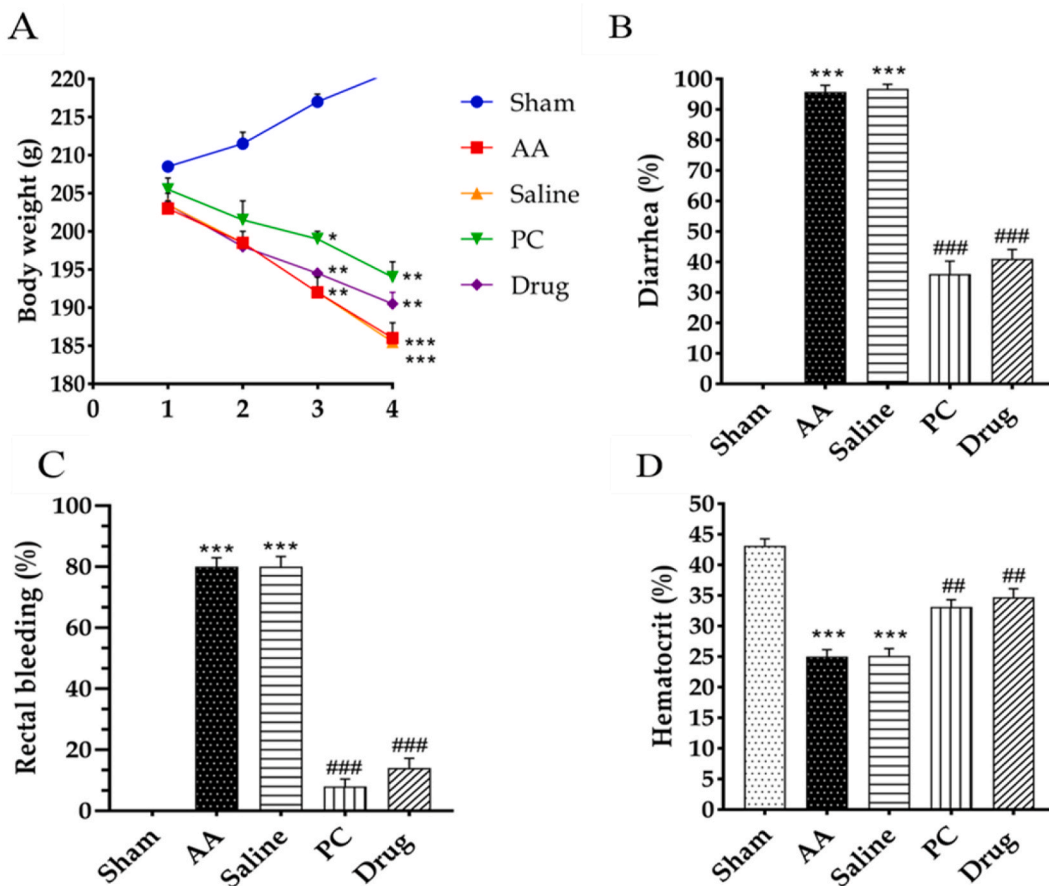 A
Body weight (g)
220
215
210
205
200
195
190
185
180
0 1 2 3 4
*
**
**
**
**
***
***
Sham
AA
Saline
PC
Drug
B
Diarrhea (%)
100
90
80
70
60
50
40
30
20
10
0
*** *** ### ###
Sham AA Saline PC Drug
C
Rectal bleeding (%)
100
80
60
40
20
0
*** *** ### ###
Sham AA Saline PC Drug
D
Hematocrit (%)
50
45
40
35
30
25
20
15
10
5
0
*** *** ## ##
Sham AA Saline PC Drug